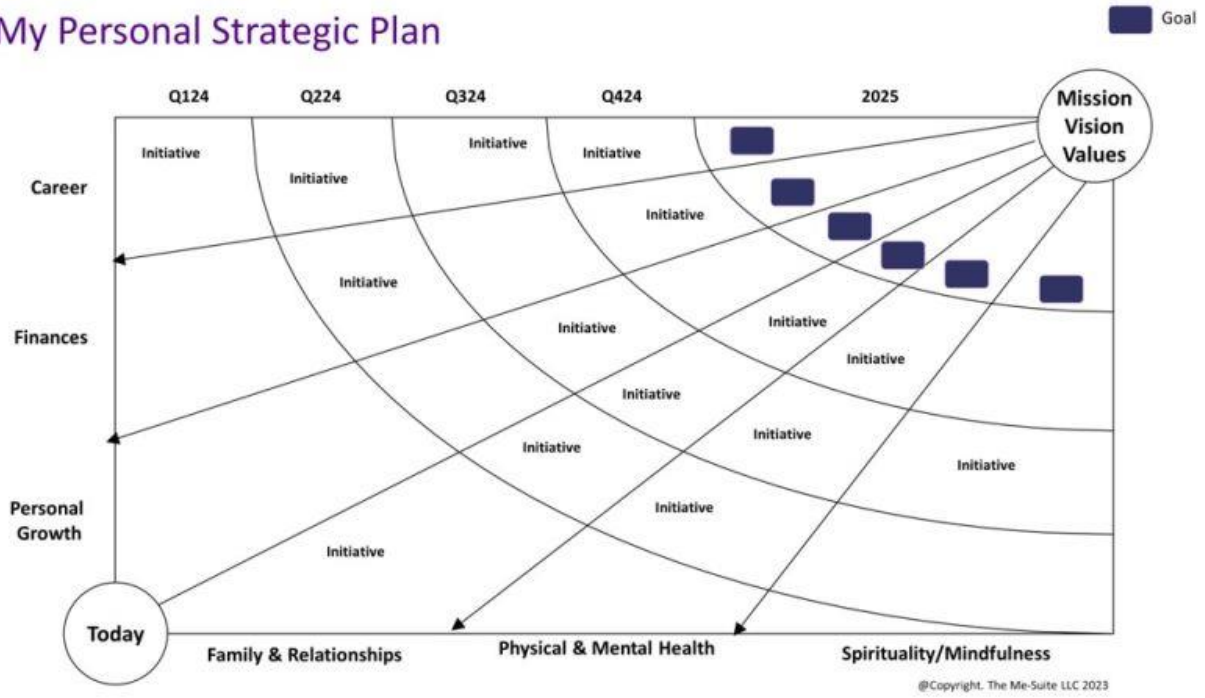 My Personal Strategic Plan
Goal
Q124
Q224
Q324
Q424
2025
Mission
Vision
Values
Career
Initiative
Initiative
Initiative
Initiative
Initiative
Finances
Initiative
Initiative
Initiative
Initiative
Initiative
Initiative
Initiative
Initiative
Personal
Growth
Initiative
Initiative
Today
Family & Relationships
Physical & Mental Health
Spirituality/Mindfulness
@Copyright. The Me-Suite LLC 2023